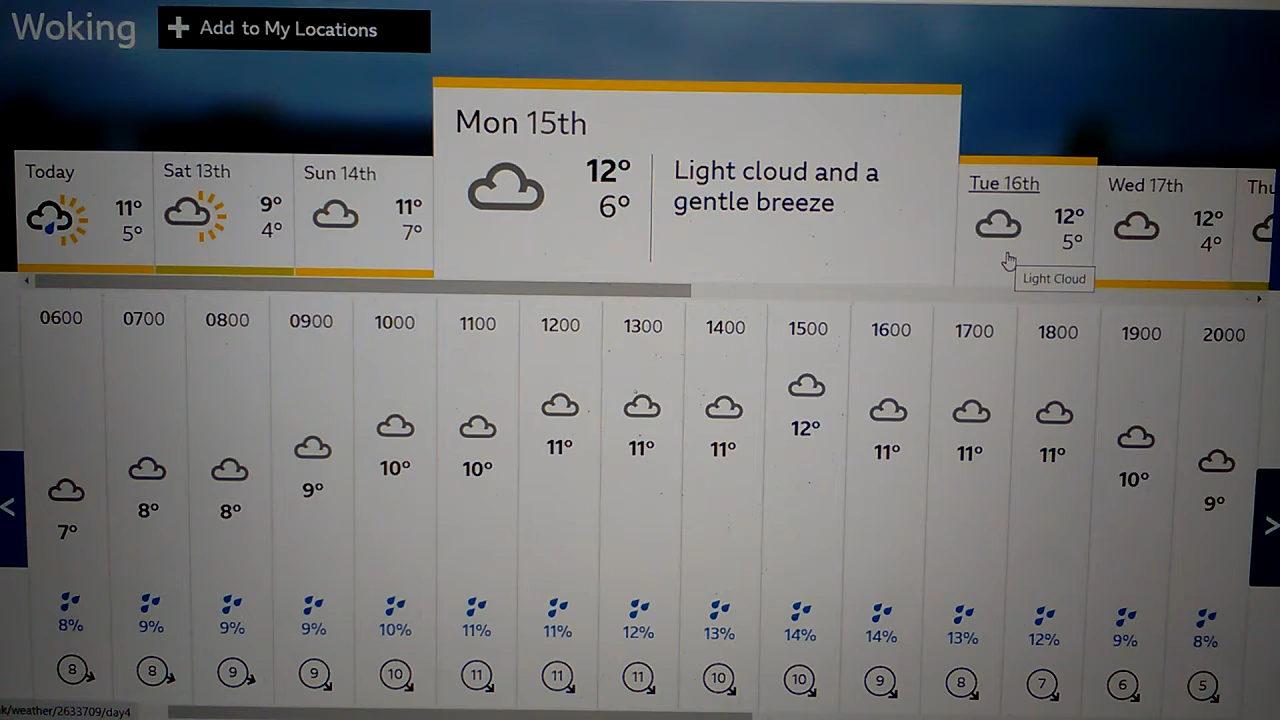 Woking
+ Add to My Locations
Today
11°
5°
Sat 13th
9°
4°
Sun 14th
11°
7°
Mon 15th
12°
6°
Light cloud and a
gentle breeze
Tue 16th
12°
5°
Light Cloud
Wed 17th
12°
4°
Thu
0600 0700 0800 0900 1000 1100 1200 1300 1400 1500 1600 1700 1800 1900 2000
7° 8° 8° 9° 10° 10° 11° 11° 11° 12° 11° 11° 11° 10° 9°
8% 9% 9% 9% 10% 11% 11% 12% 13% 14% 14% 13% 12% 9% 8%
8 8 9 9 10 11 11 11 10 10 9 8 7 6 5
k/weather/2633709/day4